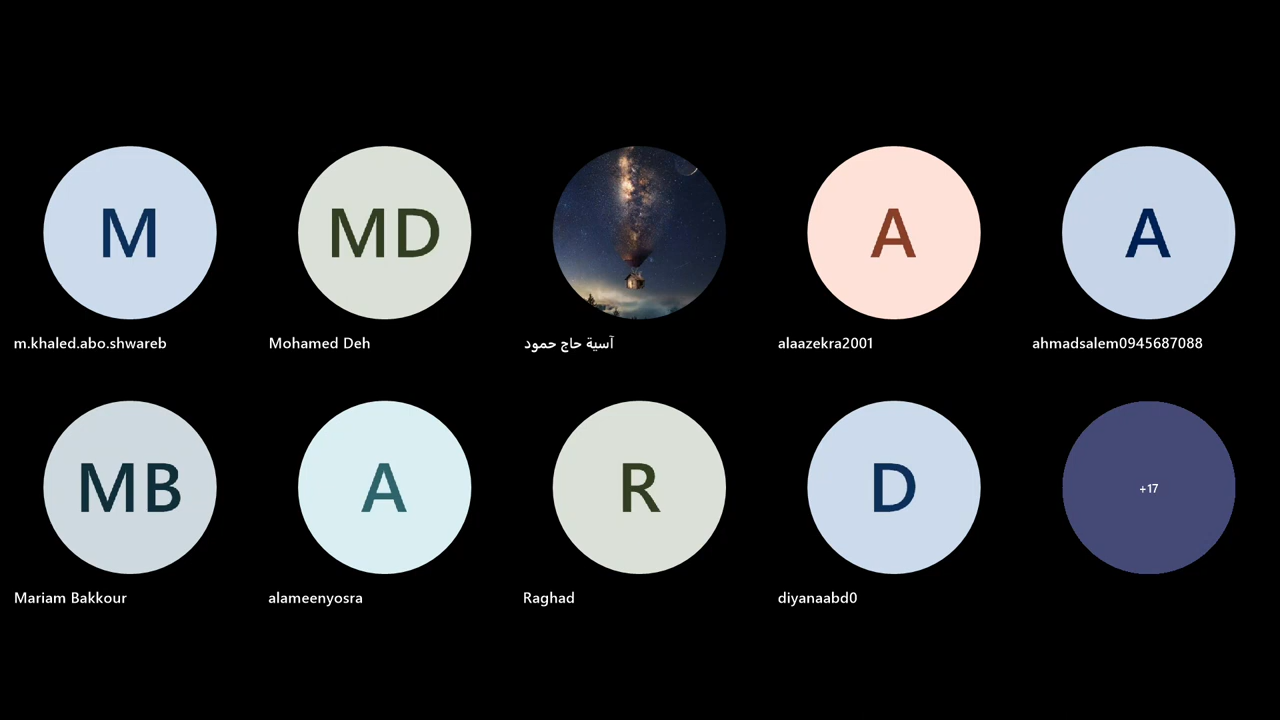 M
MD
A
A
m.khaled.abo.shwareb
Mohamed Deh
آسية حاج حمود
alaazekra2001
ahmadsalem0945687088
MB
A
R
D
+17
Mariam Bakkour
alameenyosra
Raghad
diyanaabd0